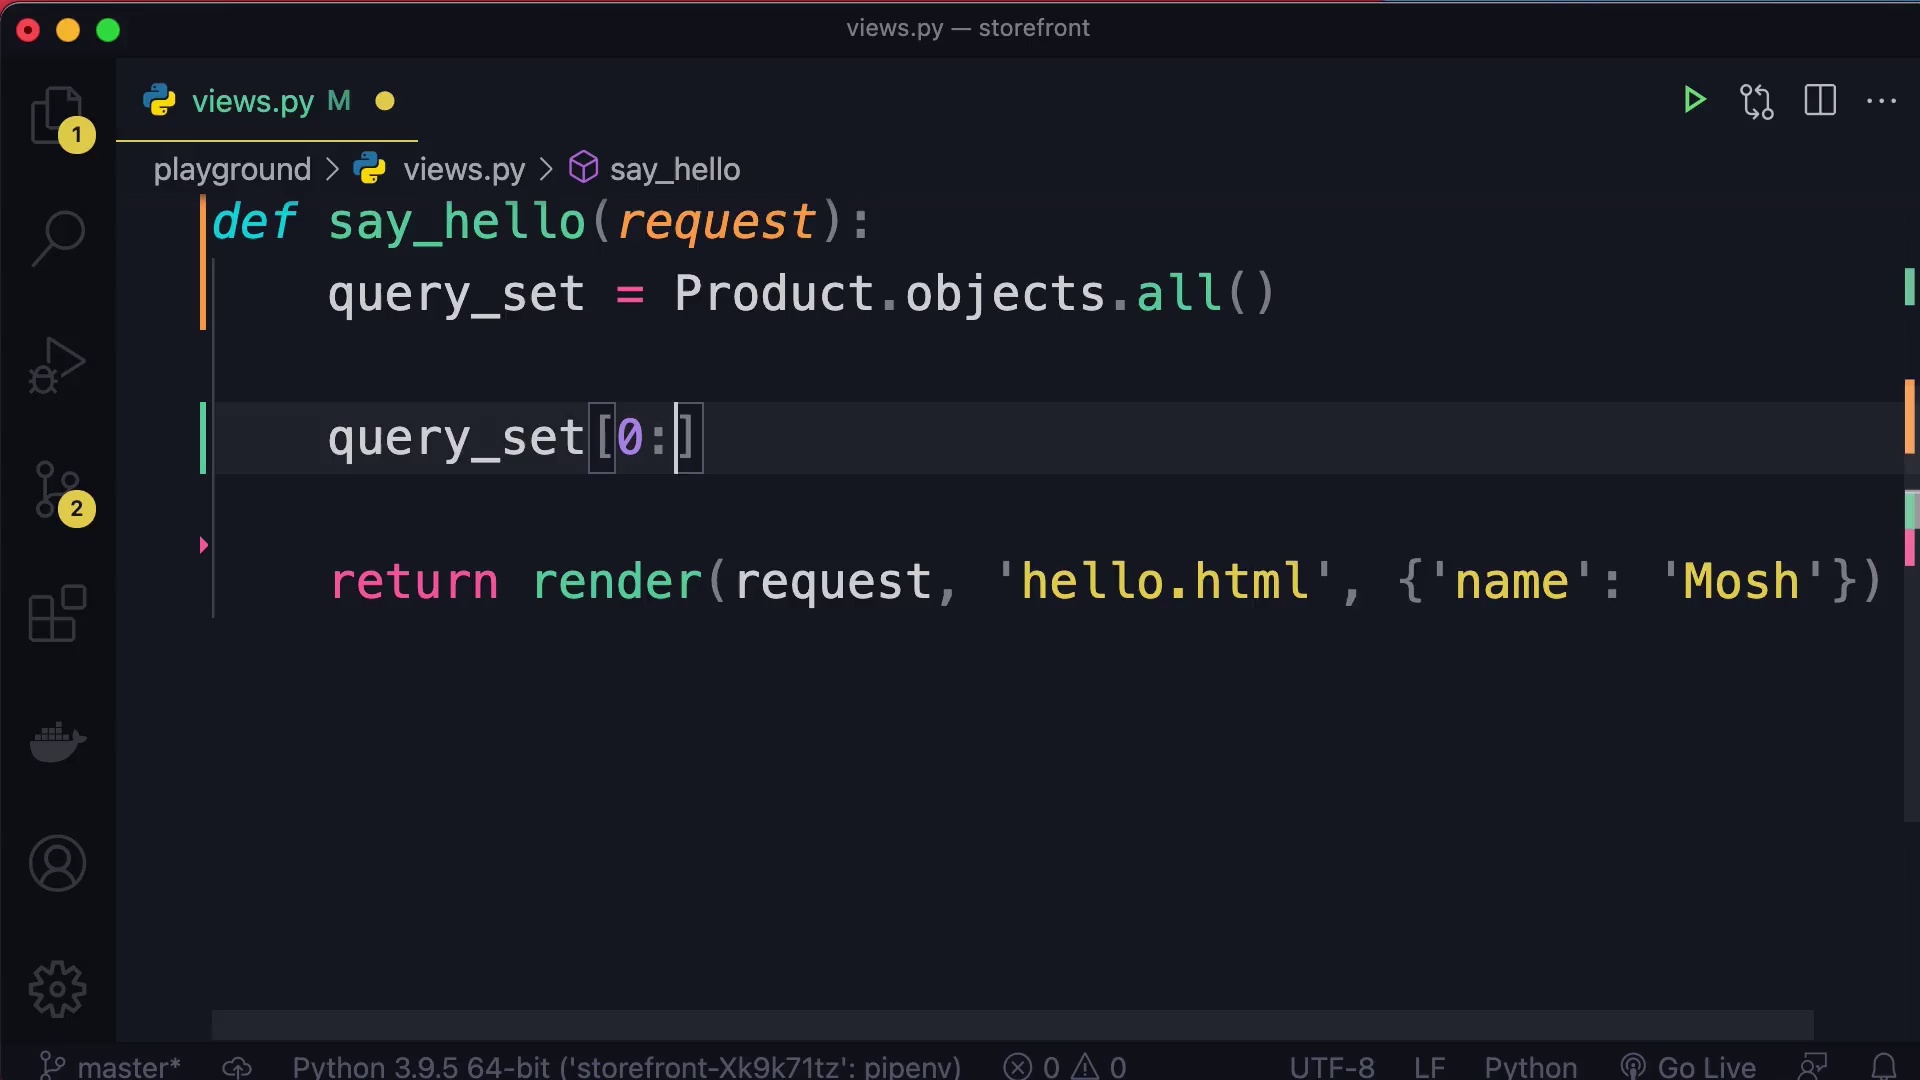 views.py — storefront
views.py M
1
playground > views.py > say_hello
def say_hello(request):
query_set = Product.objects.all()
query_set[0:]
2
return render(request, 'hello.html', {'name': 'Mosh'})
master* Python 3.9.5 64-bit ('storefront-Xk9k71tz': pipenv) 0 0 UTF-8 LF Python Go Live